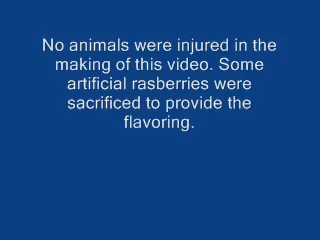 No animals were injured in the
making of this video. Some
artificial rasberries were
sacrificed to provide the
flavoring.